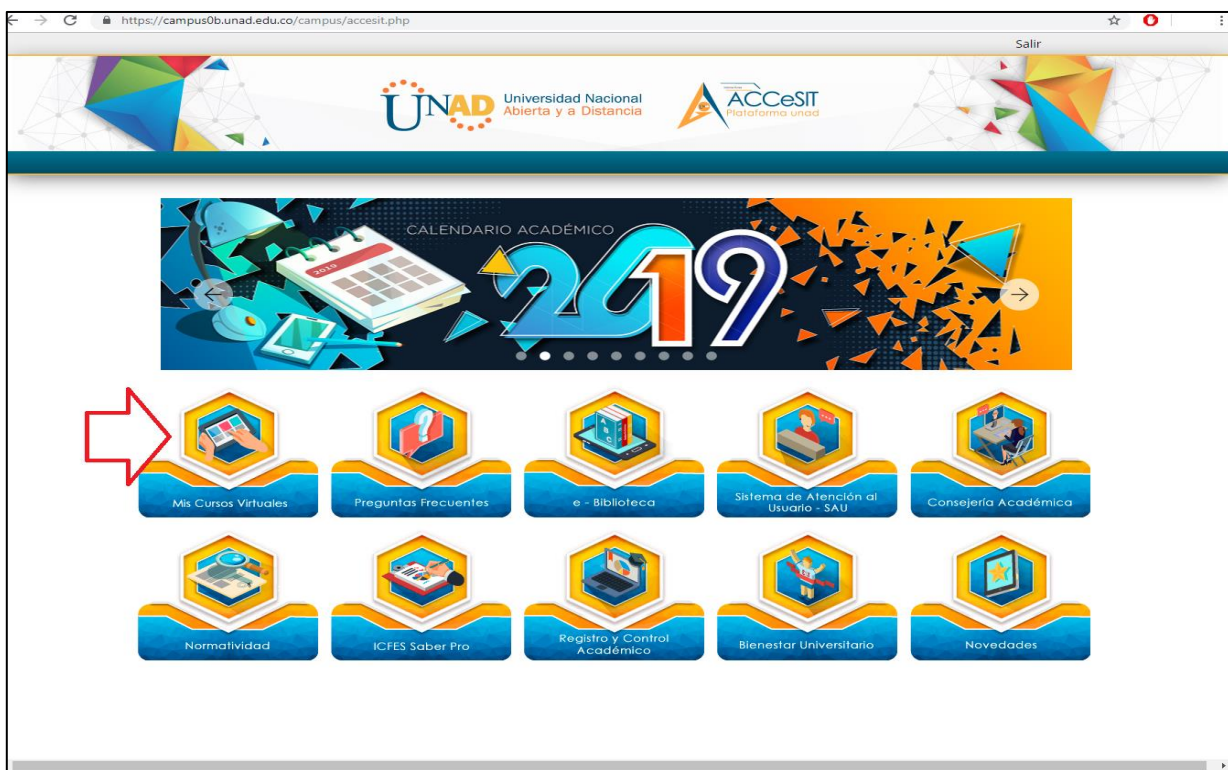 https://campus0b.unad.edu.co/campus/accesit.php
Salir
UNAD
Universidad Nacional
Abierta y a Distancia
ACCeSIT
Plataforma unad
CALENDARIO ACADÉMICO
2019
2019
Mis Cursos Virtuales
Preguntas Frecuentes
e - Biblioteca
Sistema de Atención al
Usuario - SAU
Consejería Académica
Normatividad
ICFES Saber Pro
Registro y Control
Académico
Bienestar Universitario
Novedades